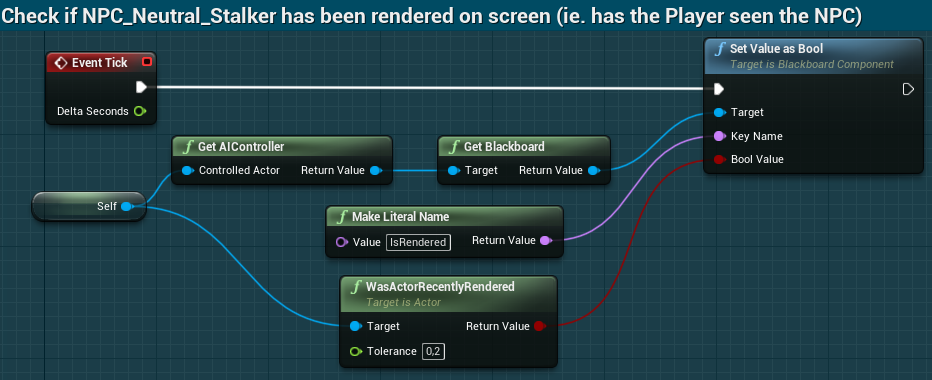 Check if NPC_Neutral_Stalker has been rendered on screen (ie. has the Player seen the NPC)
Event Tick
Delta Seconds
Set Value as Bool
Target is Blackboard Component
Target
Key Name
Bool Value
f Get AIController
Controlled Actor Return Value
f Get Blackboard
Target Return Value
Self
f Make Literal Name
Value IsRendered Return Value
f WasActorRecentlyRendered
Target is Actor
Target Return Value
Tolerance 0,2